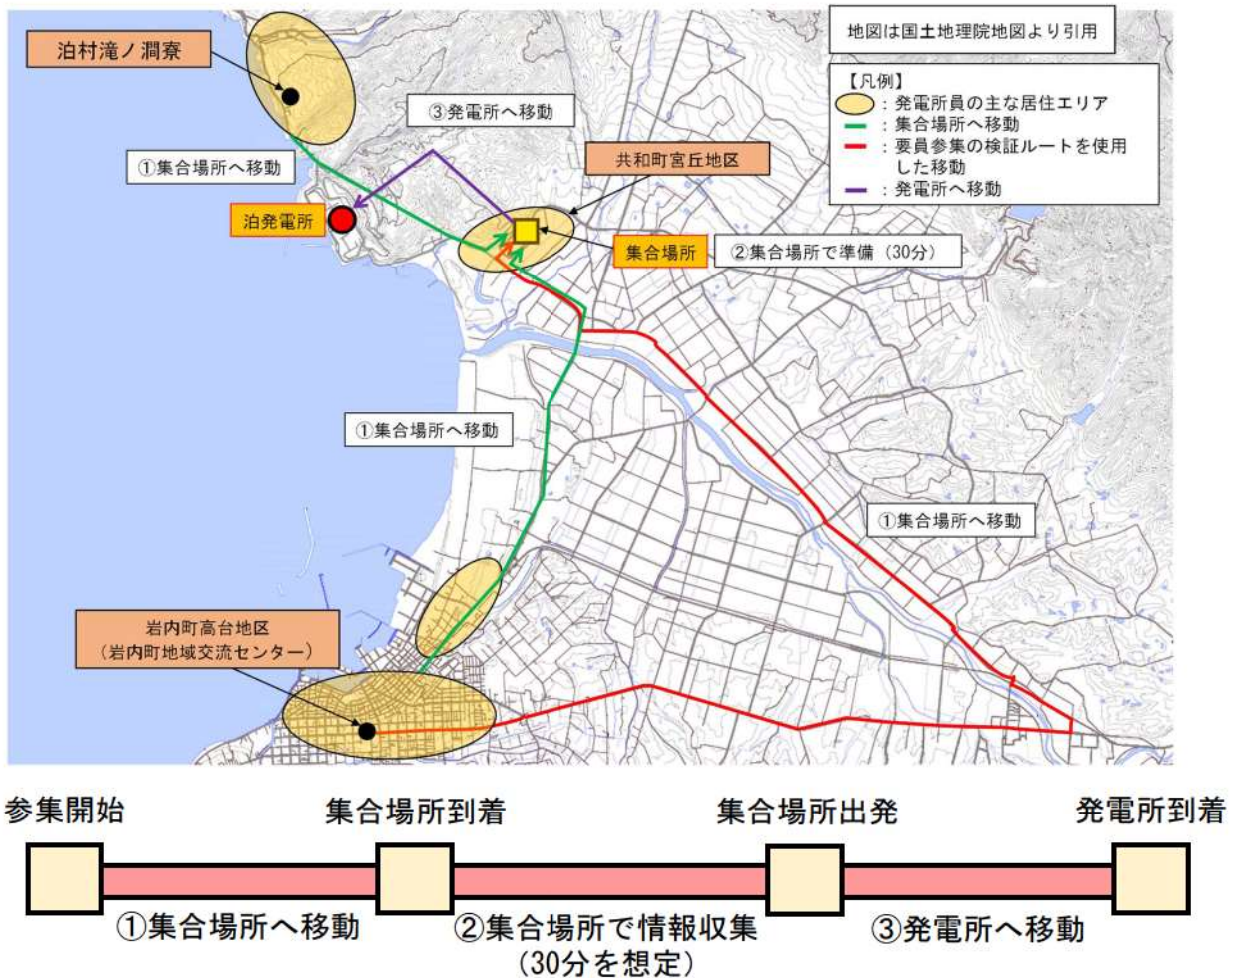 地図は国土地理院地図より引用
泊村滝ノ澗寮
【凡例】
：発電所員の主な居住エリア
：集合場所へ移動
：要員参集の検証ルートを使用
した移動
：発電所へ移動
③発電所へ移動
①集合場所へ移動
共和町宮丘地区
泊発電所
集合場所
②集合場所で準備（30分）
①集合場所へ移動
①集合場所へ移動
岩内町高台地区
（岩内町地域交流センター）
参集開始
集合場所到着
集合場所出発
発電所到着
①集合場所へ移動
②集合場所で情報収集
（30分を想定）
③発電所へ移動